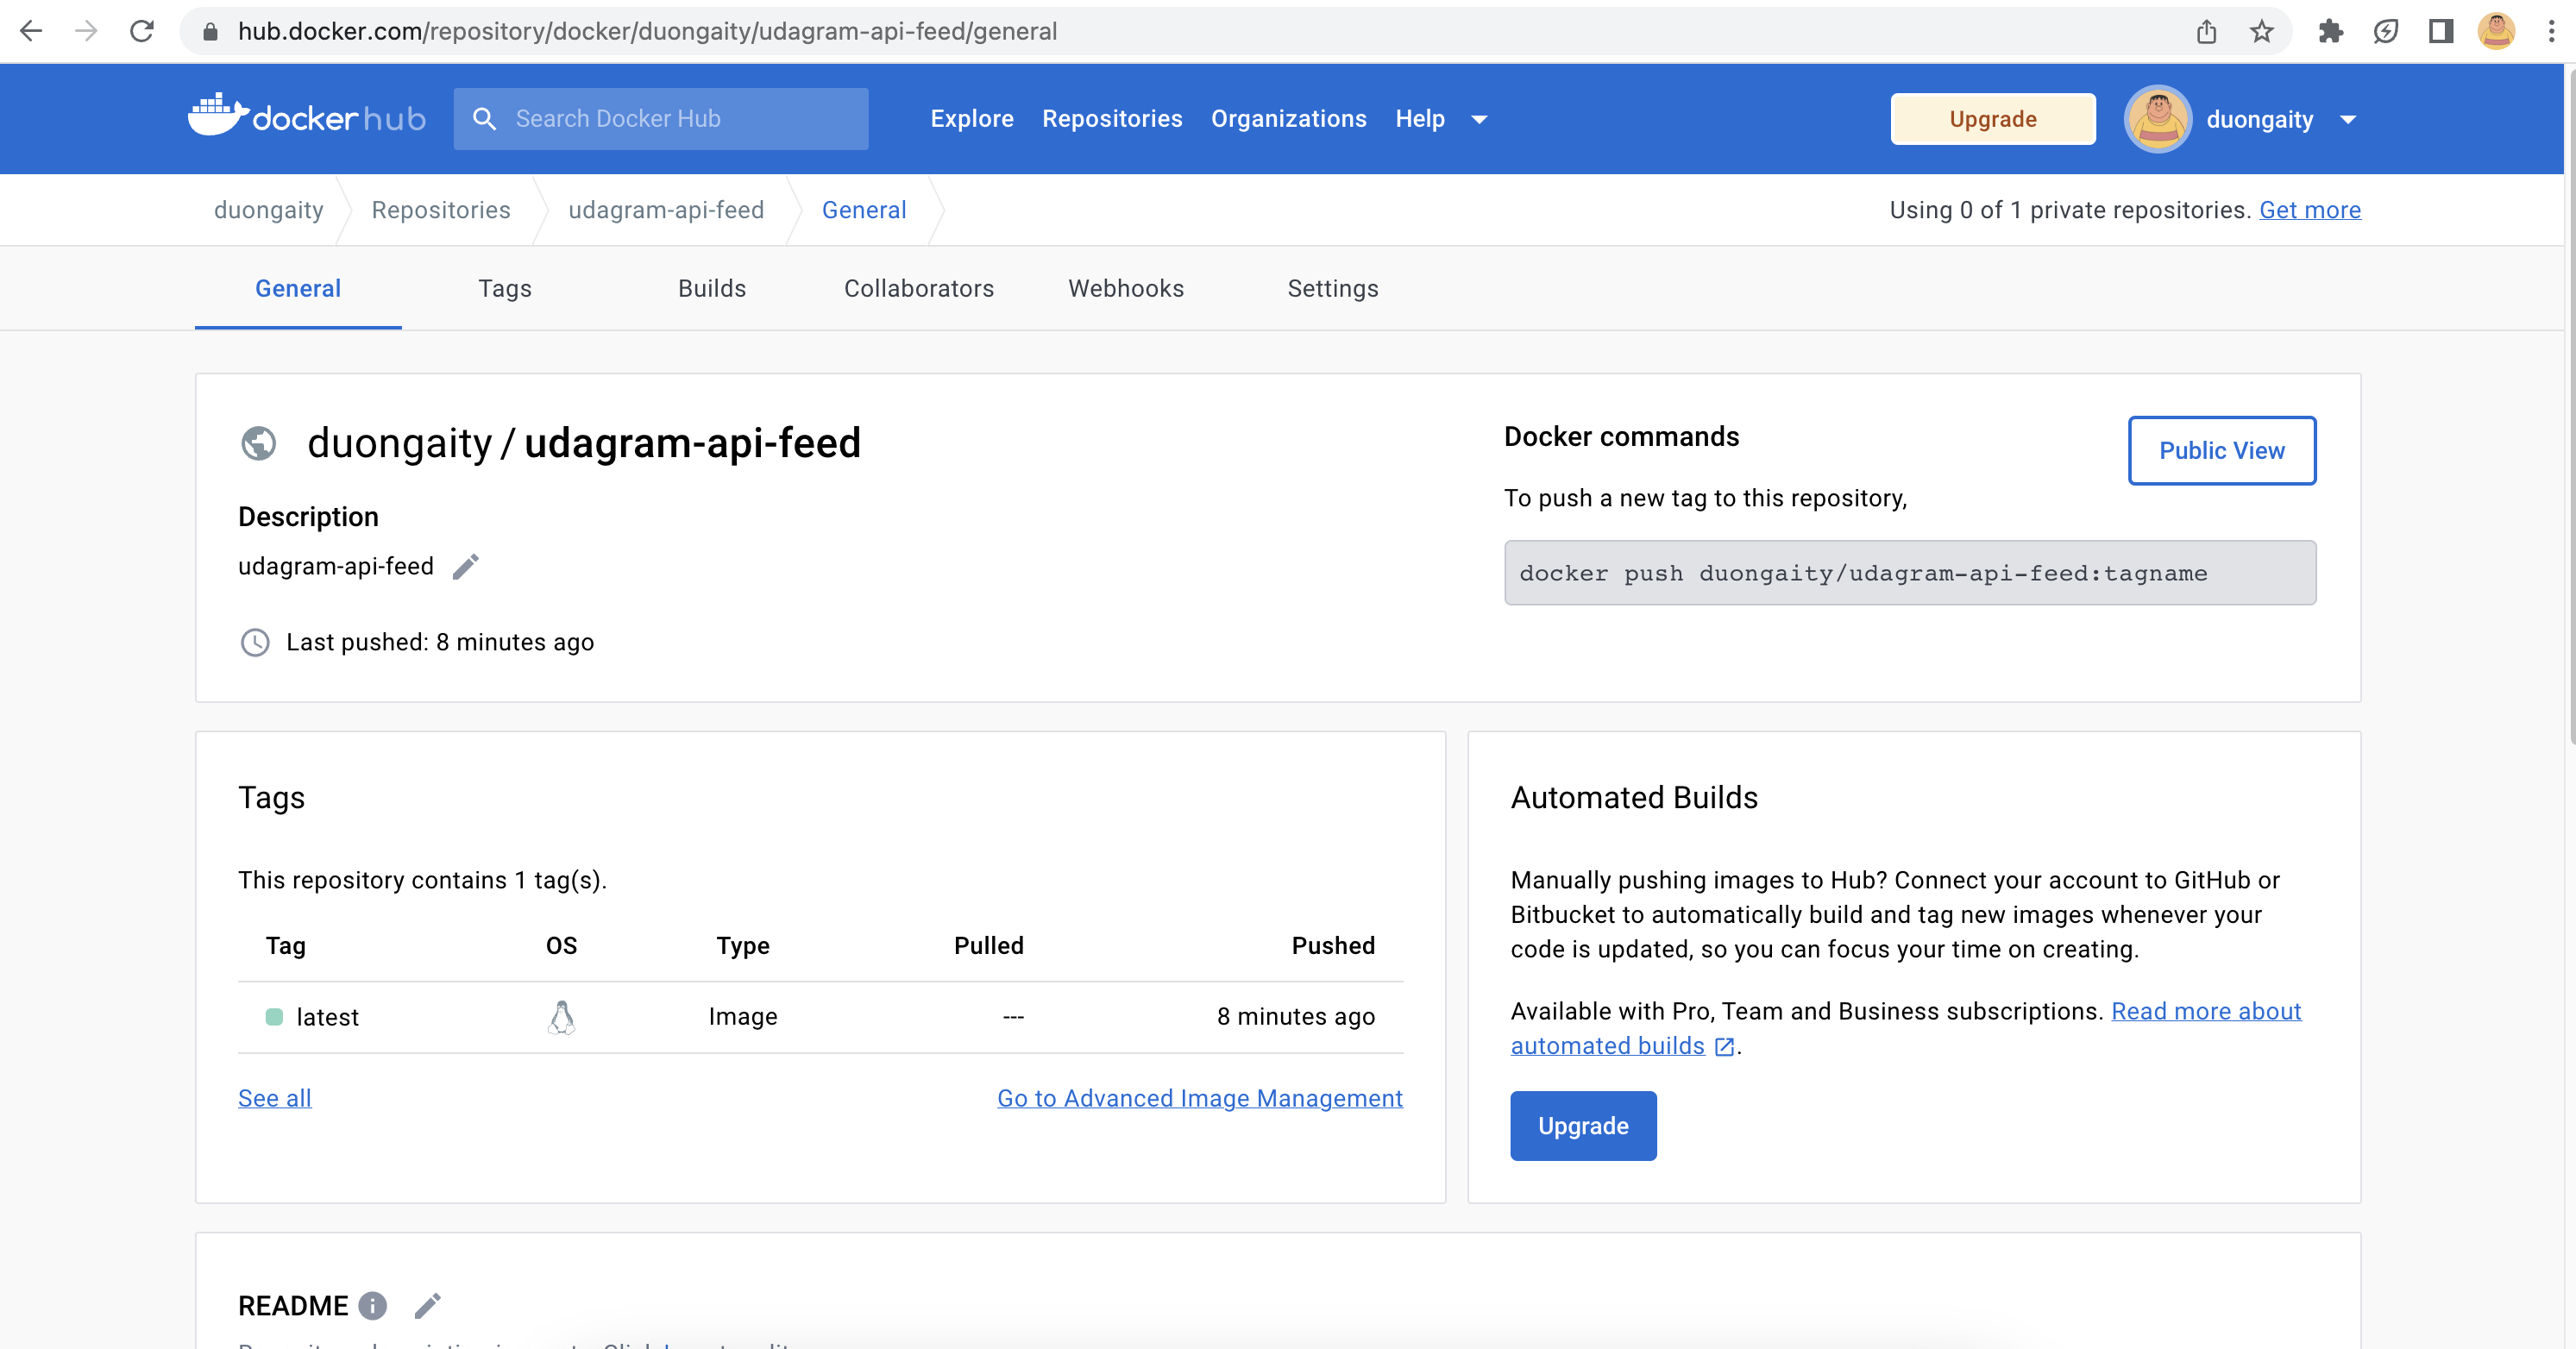 hub.docker.com/repository/docker/duongaity/udagram-api-feed/general
dockerhub
Search Docker Hub
Explore
Repositories
Organizations
Help
Upgrade
duongaity
duongaity
Repositories
udagram-api-feed
General
Using 0 of 1 private repositories. Get more
General
Tags
Builds
Collaborators
Webhooks
Settings
duongaity / udagram-api-feed
Description
udagram-api-feed
Last pushed: 8 minutes ago
Docker commands
Public View
To push a new tag to this repository,
docker push duongaity/udagram-api-feed:tagname
Tags
This repository contains 1 tag(s).
Tag OS Type Pulled Pushed
latest Image --- 8 minutes ago
See all
Go to Advanced Image Management
Automated Builds
Manually pushing images to Hub? Connect your account to GitHub or
Bitbucket to automatically build and tag new images whenever your
code is updated, so you can focus your time on creating.
Available with Pro, Team and Business subscriptions. Read more about
automated builds .
Upgrade
README